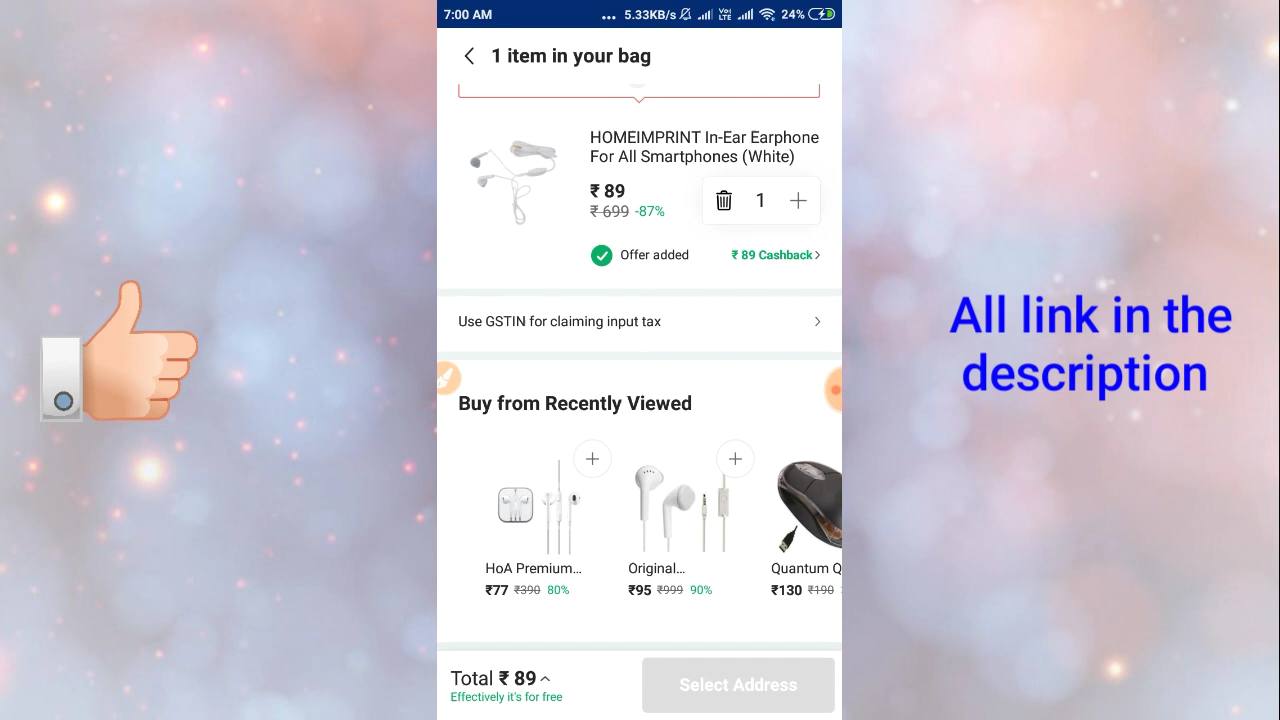 7:00 AM ... 5.33KB/s Vo! LTE 24%
1 item in your bag
HOMEIMPRINT In-Ear Earphone
For All Smartphones (White)
₹ 89
₹ 699 -87%
1
Offer added ₹ 89 Cashback
Use GSTIN for claiming input tax
Buy from Recently Viewed
HoA Premium... Original... Quantum Q
₹77 ₹390 80% ₹95 ₹999 90% ₹130 ₹190
Total ₹ 89
Effectively it's for free
Select Address
All link in the
description